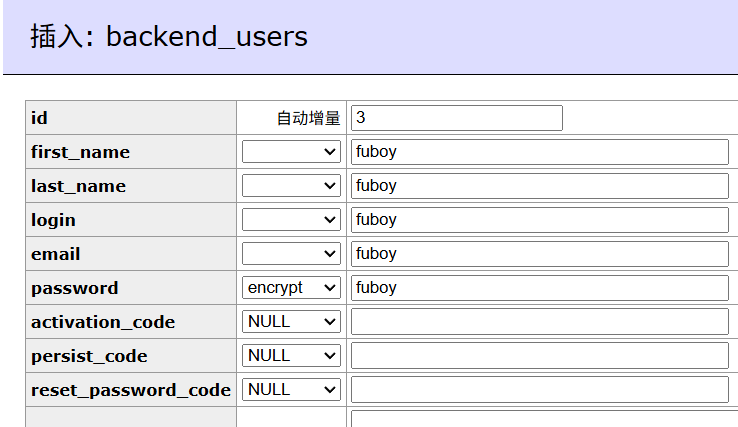 插入: backend_users
id 自动增量 3
first_name fuboy
last_name fuboy
login fuboy
email fuboy
password encrypt fuboy
activation_code NULL
persist_code NULL
reset_password_code NULL